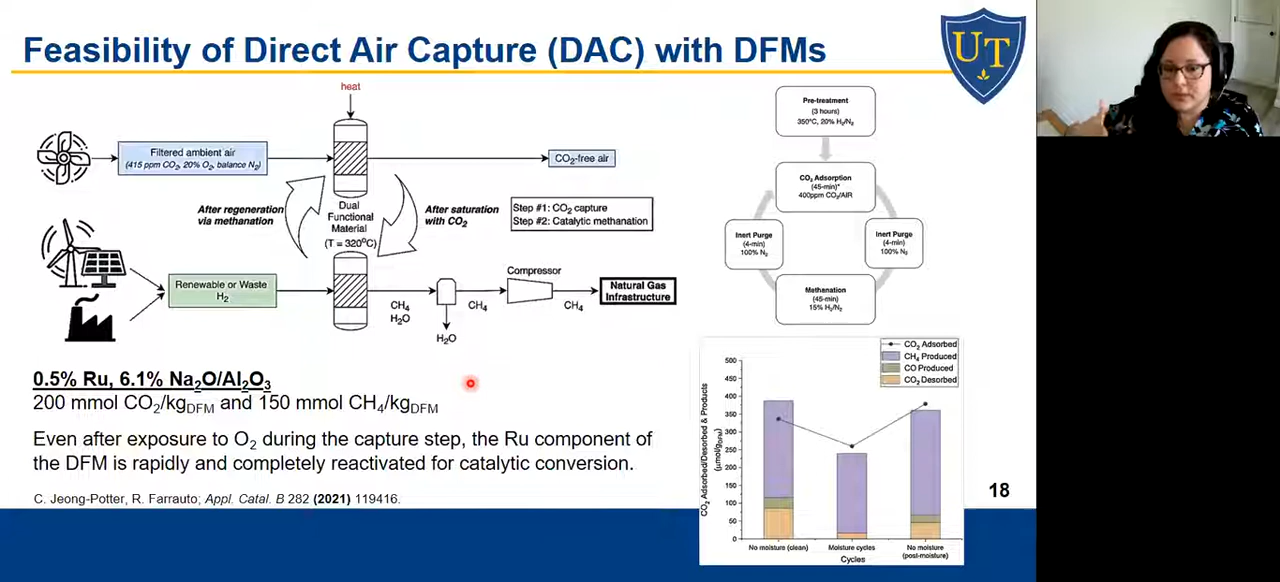 Feasibility of Direct Air Capture (DAC) with DFMs
UT
heat
Filtered ambient air
(415 ppm CO₂, 20% O₂, balance N₂)
CO₂-free air
After regeneration
via methanation
Dual
Functional
Material
(T = 320°C)
After saturation
with CO₂
Step #1: CO₂ capture
Step #2: Catalytic methanation
Renewable or Waste
H₂
CH₄
H₂O
CH₄
H₂O
Compressor
CH₄
Natural Gas
Infrastructure
Pre-treatment
(3 hours)
350°C, 20% H₂/N₂
CO₂ Adsorption
(45-min)*
400ppm CO₂/AIR
Inert Purge
(4-min)
100% N₂
Inert Purge
(4-min)
100% N₂
Methanation
(45-min)
15% H₂/N₂
0.5% Ru, 6.1% Na₂O/Al₂O₃
200 mmol CO₂/kg_DFM and 150 mmol CH₄/kg_DFM
Even after exposure to O₂ during the capture step, the Ru component of
the DFM is rapidly and completely reactivated for catalytic conversion.
C. Jeong-Potter, R. Farrauto; Appl. Catal. B 282 (2021) 119416.
CO₂ Adsorbed
CH₄ Produced
CO Produced
CO₂ Desorbed
CO₂ Adsorbed/Desorbed & Products
(μmol/g_DFM)
500
450
400
350
300
250
200
150
100
50
0
No moisture (clean)
Moisture cycles
No moisture
(post-moisture)
Cycles
18